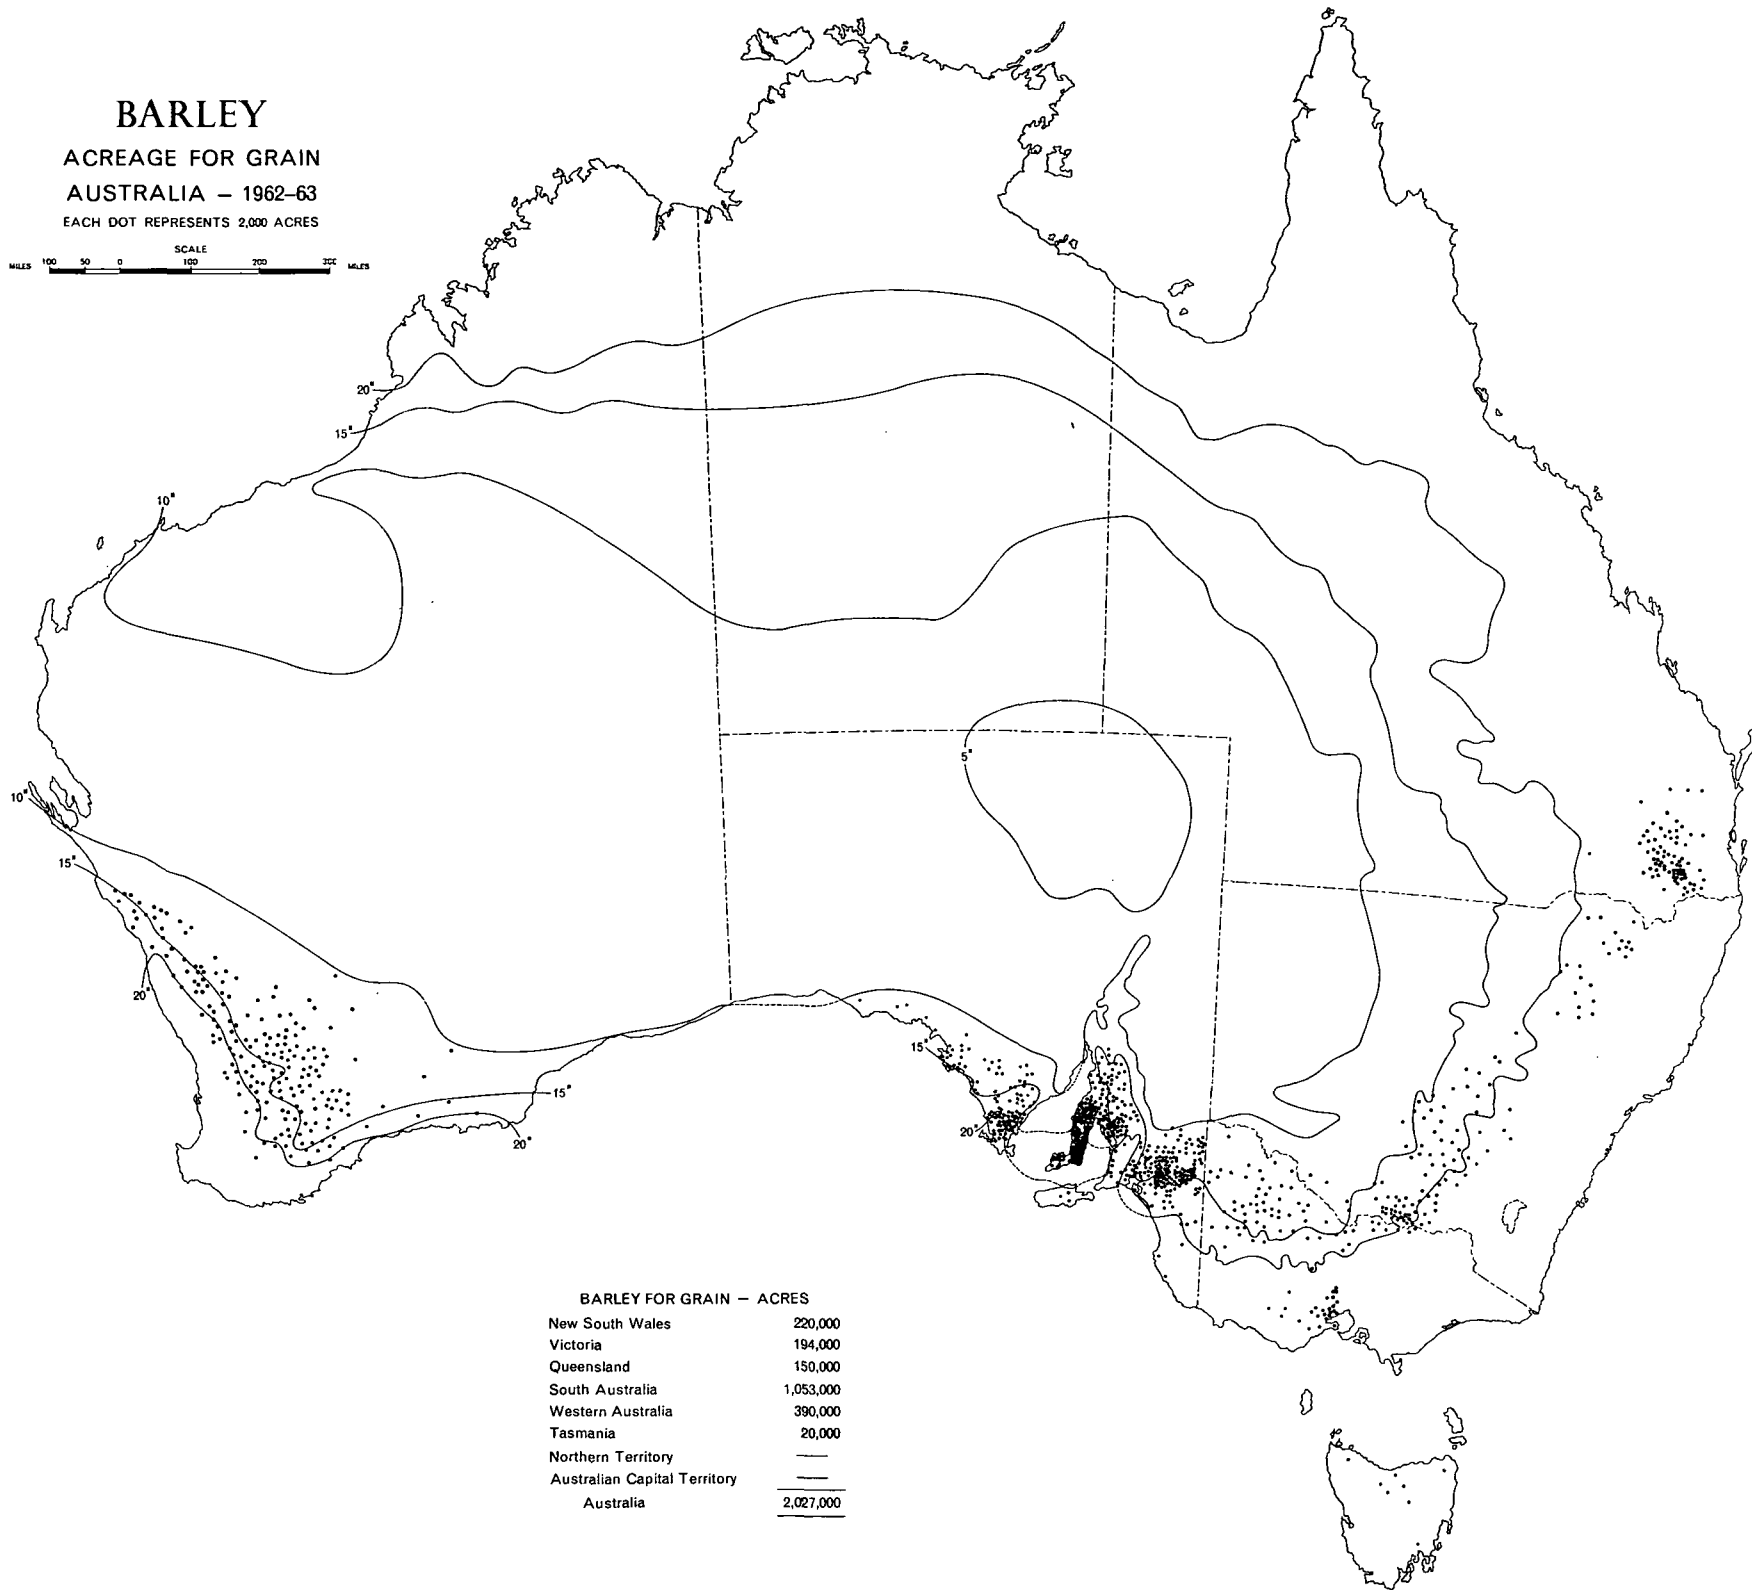 BARLEY
ACREAGE FOR GRAIN
AUSTRALIA — 1962–63
EACH DOT REPRESENTS 2,000 ACRES
SCALE
MILES 100 50 0 100 200 300 MILES
20"
15"
10"
5"
10"
15"
20"
15"
15"
20"
20"
BARLEY FOR GRAIN — ACRES
New South Wales 220,000
Victoria 194,000
Queensland 150,000
South Australia 1,053,000
Western Australia 390,000
Tasmania 20,000
Northern Territory —
Australian Capital Territory —
Australia 2,027,000